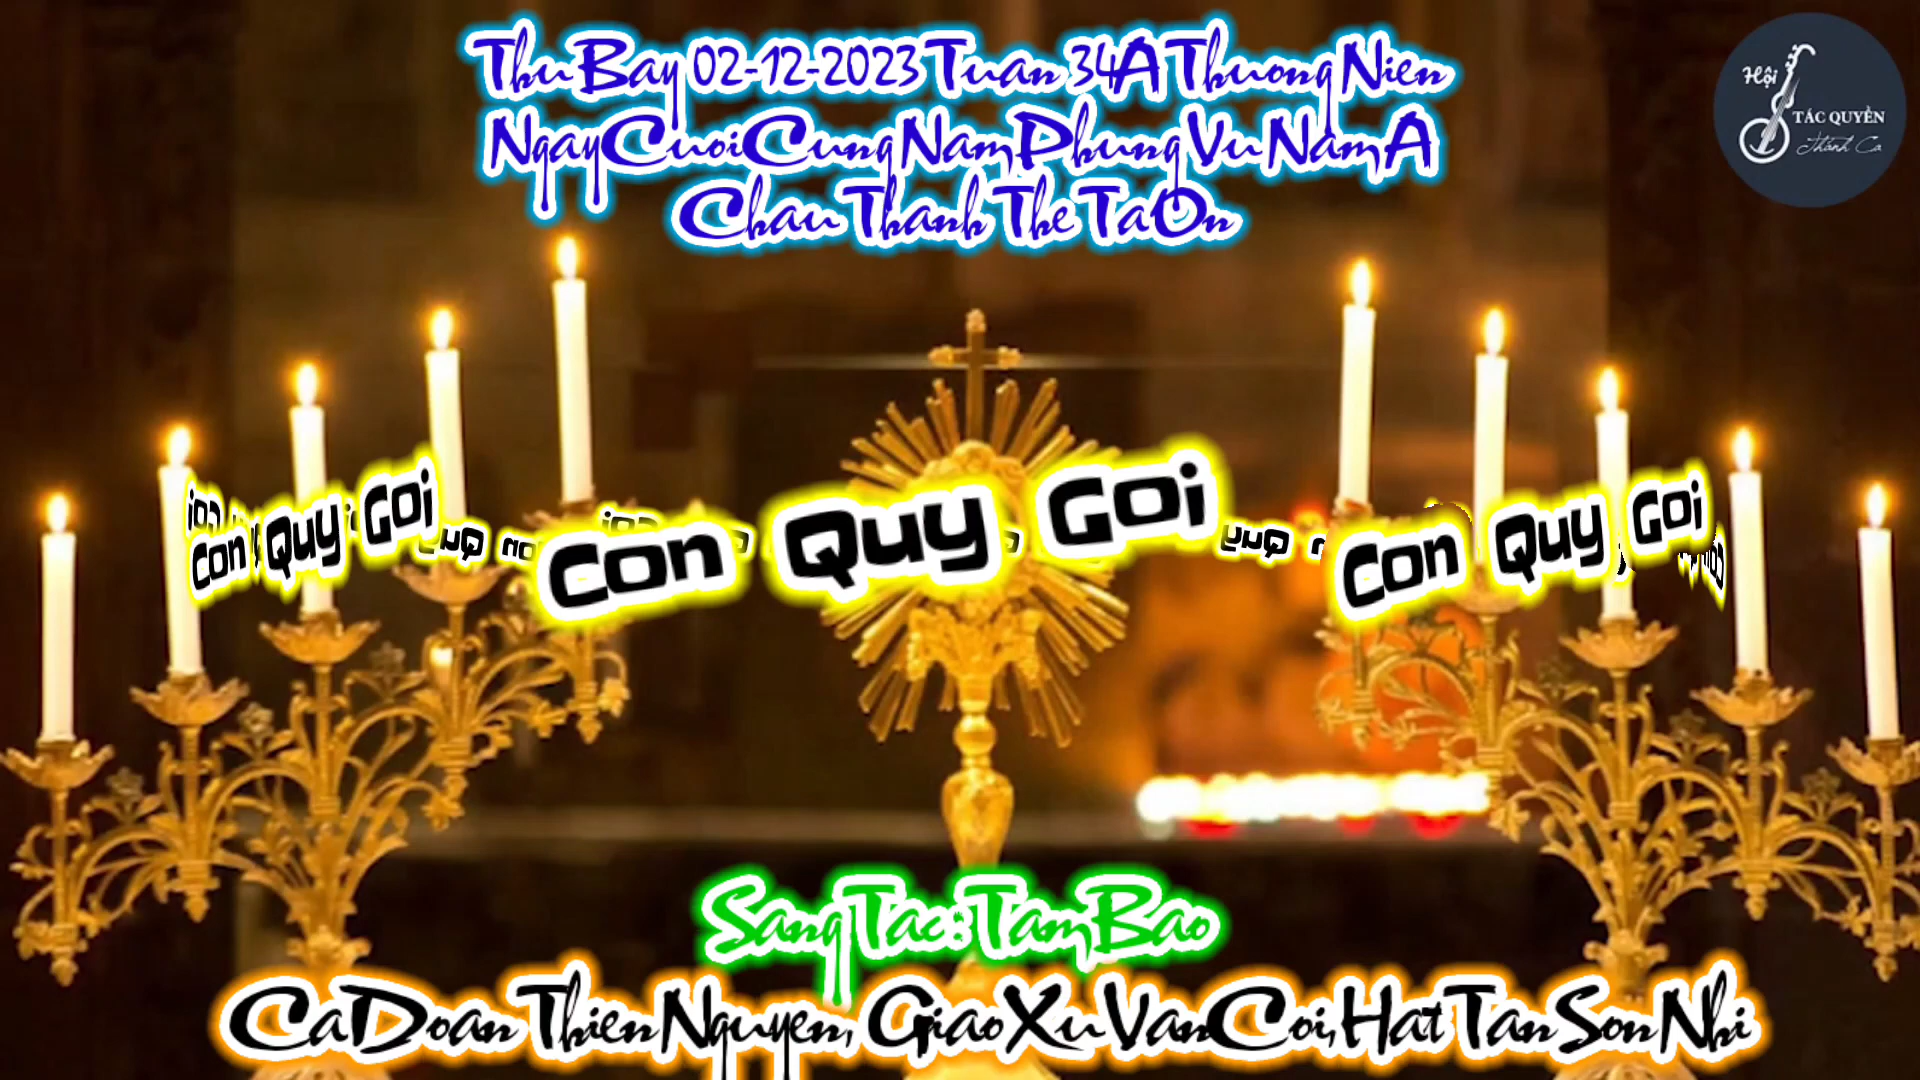 Thu Bay 02-12-2023 Tuan 34A Thuong Nien
Ngay Cuoi Cung Nam Phung Vu Nam A
Chau Thanh The Ta On
Hội
TÁC QUYỀN
Thánh Ca
Con Quy Goi
Con Quy Goi
Con Quy Goi
Sang Tac: Tam Bao
Ca Doan Thien Nguyen, Giao Xu Van Coi, Hat Tan Son Nhi